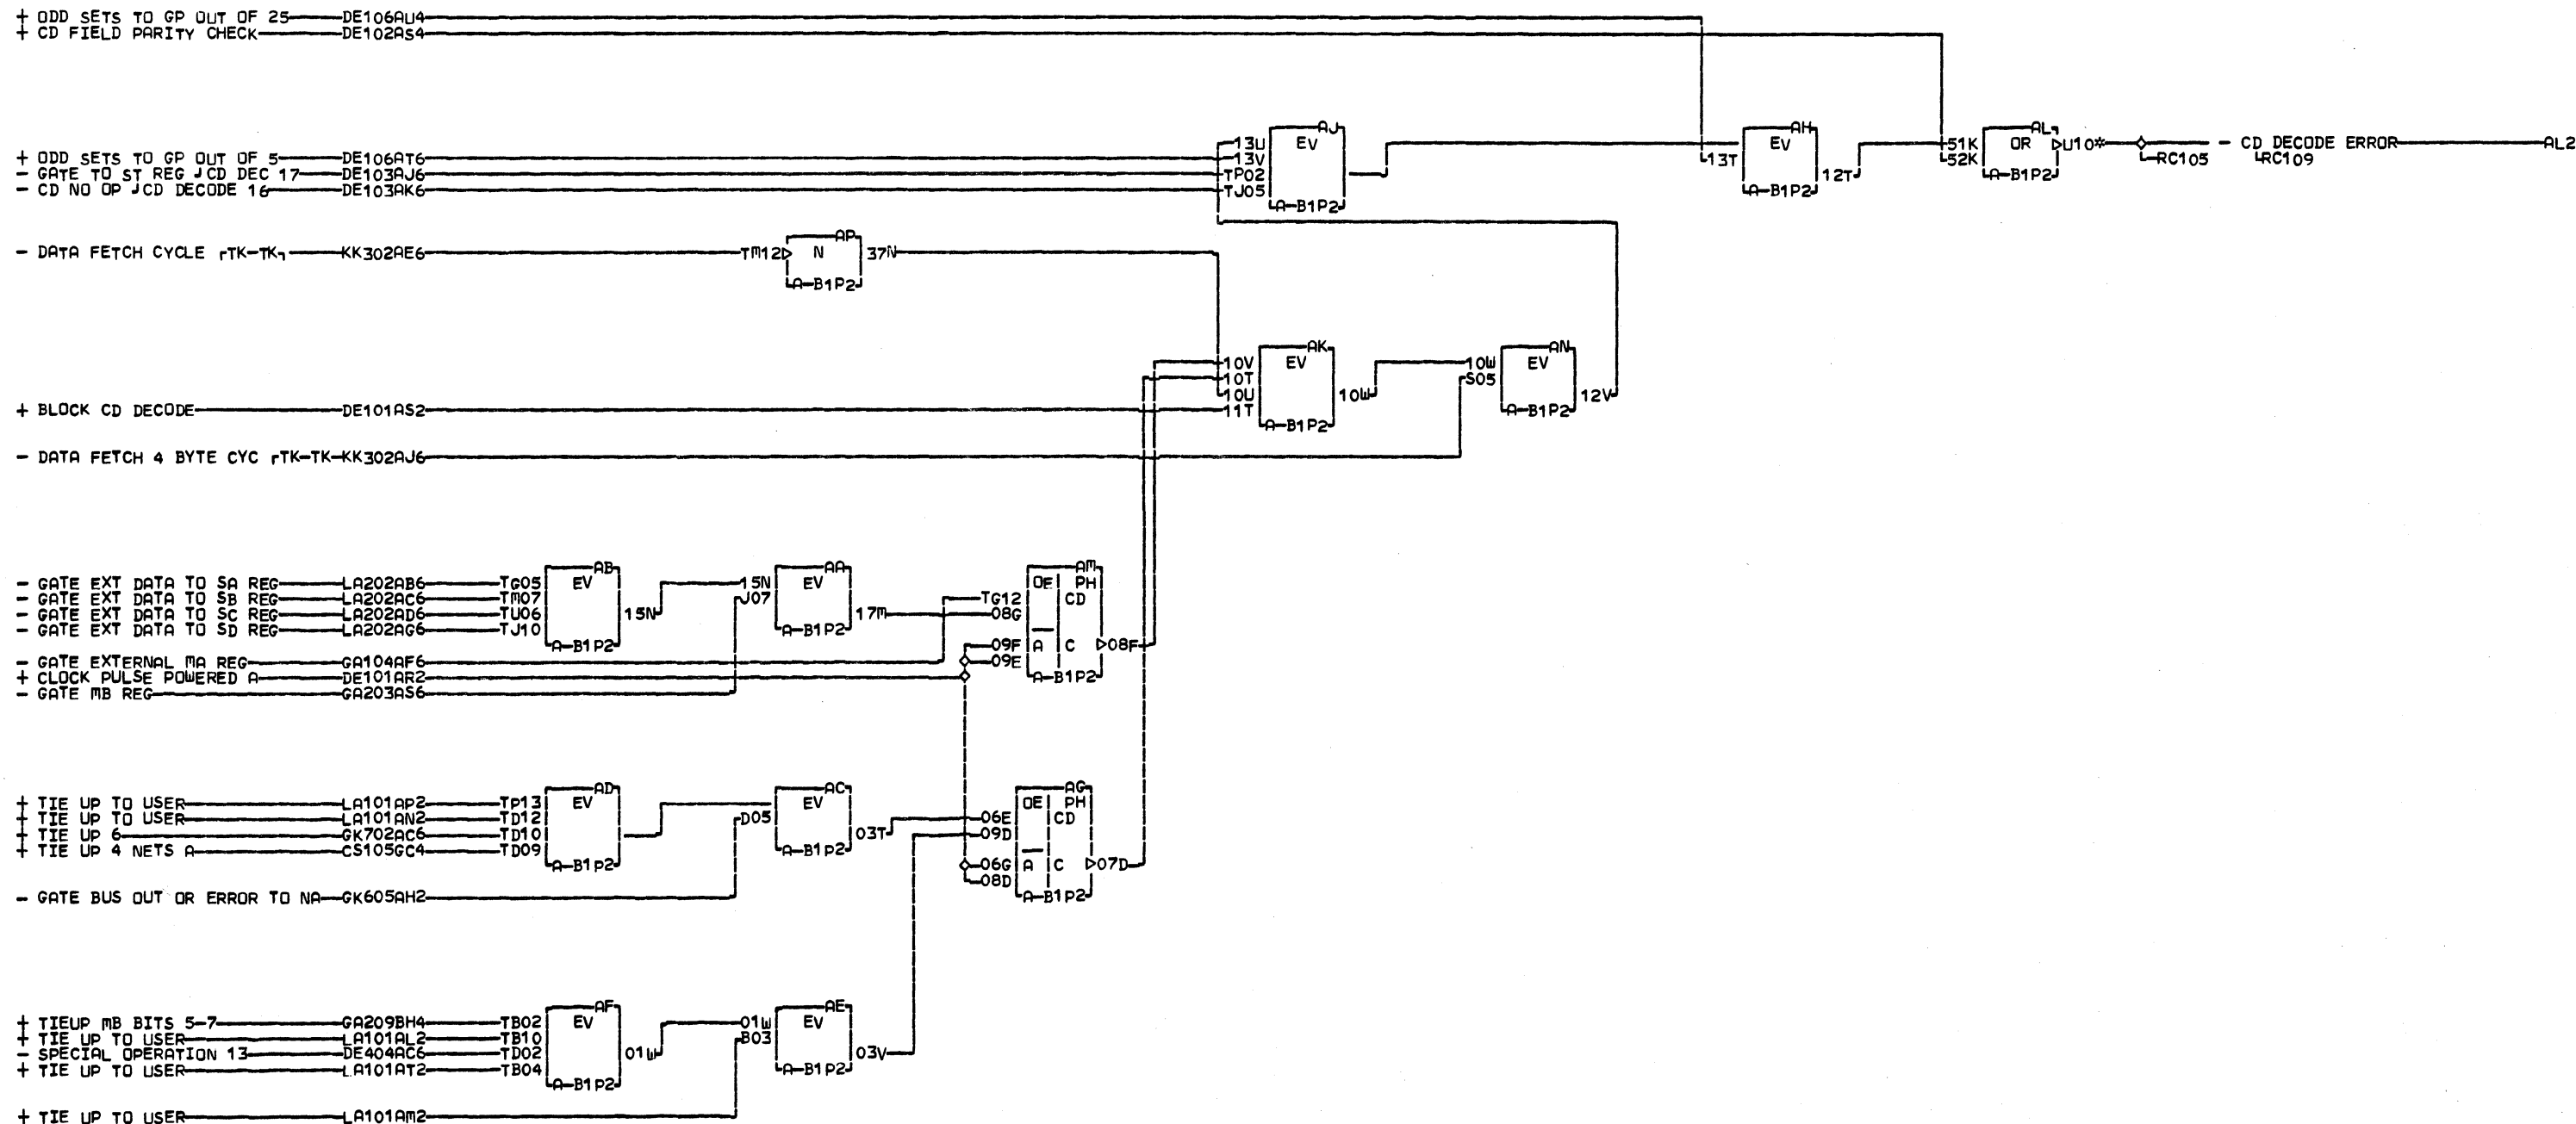 + ODD SETS TO GP OUT OF 25 DE106AU4
+ CD FIELD PARITY CHECK DE102AS4
AJ AH AL
13U EV EV 51K OR U10* - CD DECODE ERROR AL2
+ ODD SETS TO GP OUT OF 5 DE106AT6 13V 13T 52K RC105 RC109
- GATE TO ST REG JCD DEC 17 DE103AJ6 TP02 12T A-B1P2
- CD NO OP JCD DECODE 16 DE103AK6 TJ05 A-B1P2
A-B1P2
AP
- DATA FETCH CYCLE ┌TK-TK┐ KK302AE6 TM12 N 37N
A-B1P2
AK AN
10V EV 10W EV
10T S05
10U 10W 12V
+ BLOCK CD DECODE DE101AS2 11T A-B1P2
A-B1P2
- DATA FETCH 4 BYTE CYC ┌TK-TK-KK302AJ6
AB AA AM
- GATE EXT DATA TO SA REG LA202AB6 TG05 EV 15N EV OE PH
- GATE EXT DATA TO SB REG LA202AC6 TM07 J07 TG12 CD
- GATE EXT DATA TO SC REG LA202AD6 TU06 15N 17M 08G
- GATE EXT DATA TO SD REG LA202AG6 TJ10 A-B1P2
A-B1P2 09F A C 08F
- GATE EXTERNAL MA REG GA104AF6 09E
+ CLOCK PULSE POWERED A DE101AR2 A-B1P2
- GATE MB REG GA203AS6
AD AC AG
+ TIE UP TO USER LA101AP2 TP13 EV EV OE PH
+ TIE UP TO USER LA101AN2 TD12 D05 06E CD
+ TIE UP 6 GK702AC6 TD10 03T 09D
+ TIE UP 4 NETS A CS105GC4 TD09 A-B1P2
A-B1P2 06G A C 07D
08D
- GATE BUS OUT OR ERROR TO NA GK605AH2 A-B1P2
AF AE
+ TIEUP MB BITS 5-7 GA209BH4 TB02 EV 01W EV
+ TIE UP TO USER LA101AL2 TB10 B03
- SPECIAL OPERATION 13 DE404AC6 TD02 01W 03V
+ TIE UP TO USER LA101AT2 TB04 A-B1P2
A-B1P2
+ TIE UP TO USER LA101AM2